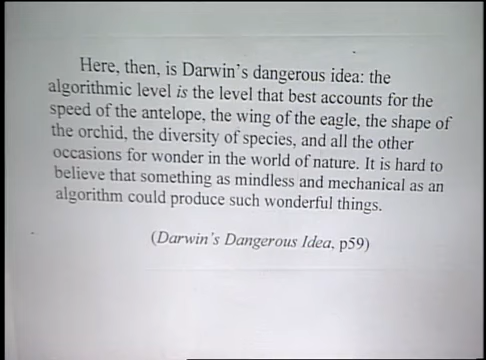 Here, then, is Darwin's dangerous idea: the
algorithmic level is the level that best accounts for the
speed of the antelope, the wing of the eagle, the shape of
the orchid, the diversity of species, and all the other
occasions for wonder in the world of nature. It is hard to
believe that something as mindless and mechanical as an
algorithm could produce such wonderful things.
(Darwin's Dangerous Idea, p59)